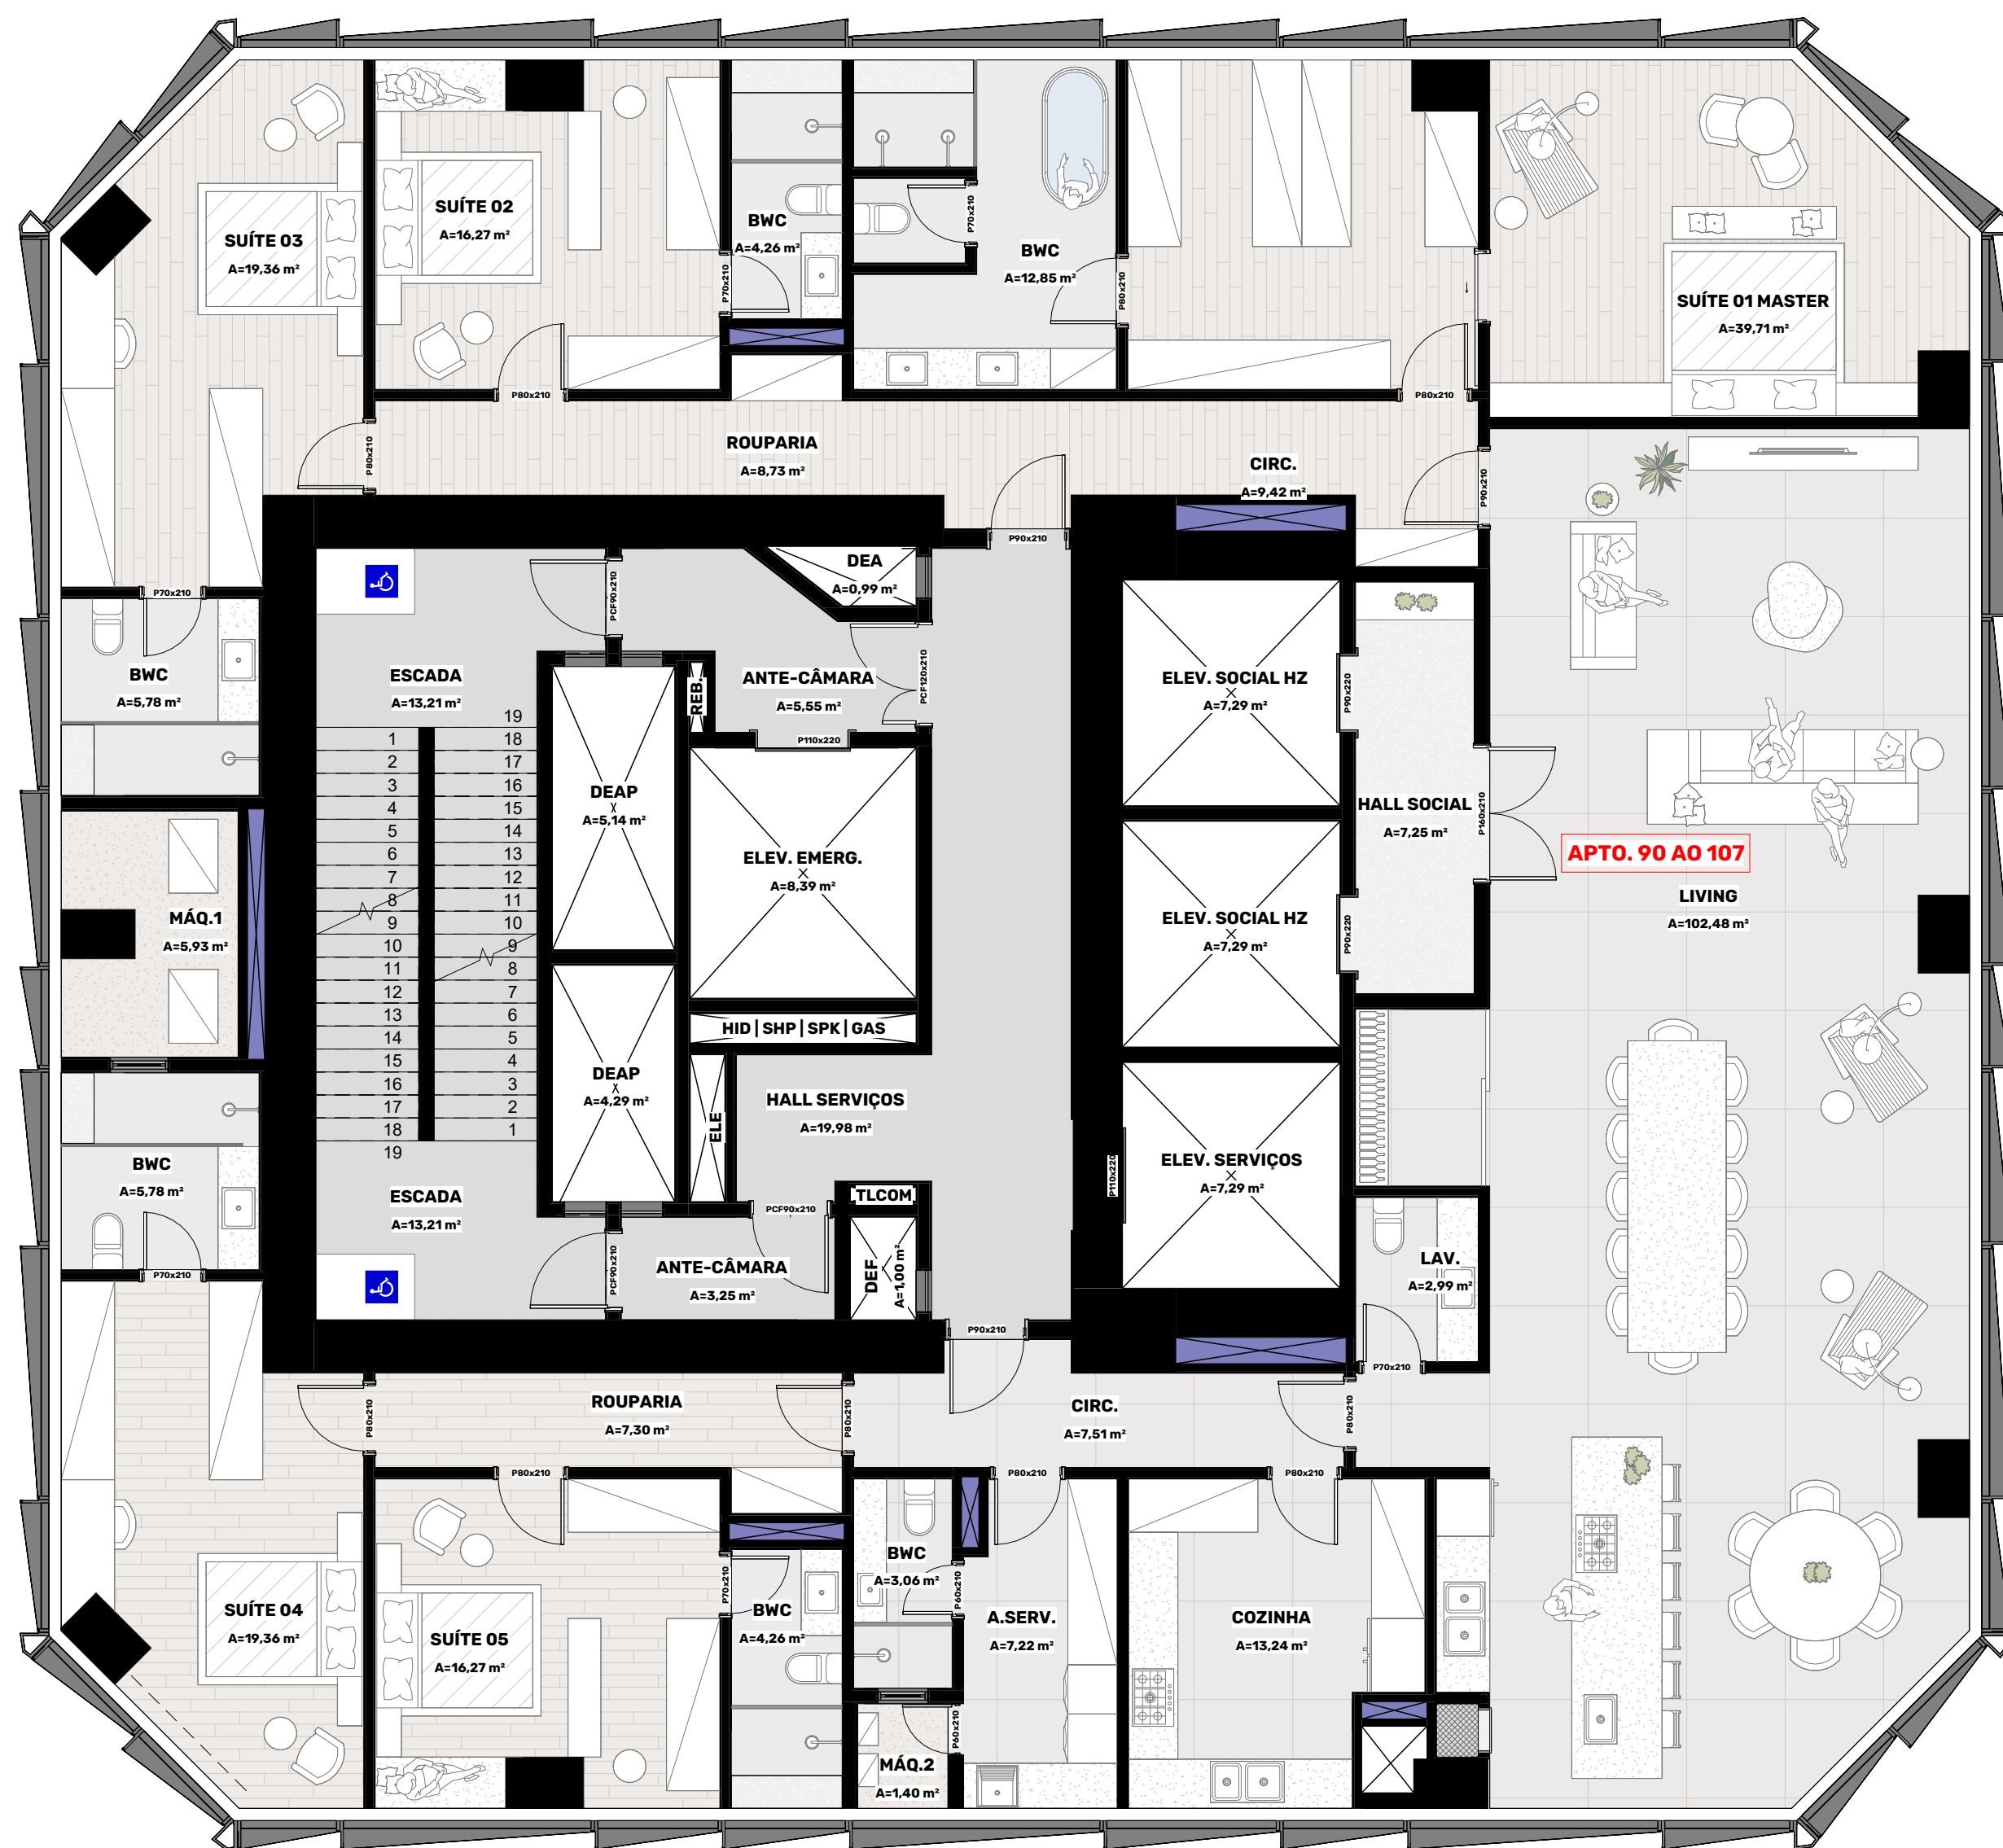 SUÍTE 03
A=19,36 m²
SUÍTE 02
A=16,27 m²
BWC
A=4,26 m²
P70x210
P70x210
BWC
A=12,85 m²
P80x210
SUÍTE 01 MASTER
A=39,71 m²
P80x210
P80x210
P80x210
ROUPARIA
A=8,73 m²
CIRC.
A=9,42 m²
P90x210
P90x210
P70x210
BWC
A=5,78 m²
PCF90x210
DEA
A=0,99 m²
ESCADA
A=13,21 m²
REB.
ANTE-CÂMARA
A=5,55 m²
PCF120x210
P110x220
ELEV. SOCIAL HZ
A=7,29 m²
P90x220
19
1
18
2
17
3
16
4
15
5
14
6
13
7
12
8
11
9
10
10
9
11
8
12
7
13
6
14
5
15
4
16
3
17
2
18
1
19
DEAP
A=5,14 m²
ELEV. EMERG.
A=8,39 m²
HALL SOCIAL
A=7,25 m²
P160x210
APTO. 90 AO 107
LIVING
A=102,48 m²
MÁQ.1
A=5,93 m²
ELEV. SOCIAL HZ
A=7,29 m²
P90x220
HID | SHP | SPK | GAS
DEAP
A=4,29 m²
ELE
HALL SERVIÇOS
A=19,98 m²
P110x220
ELEV. SERVIÇOS
A=7,29 m²
BWC
A=5,78 m²
P70x210
ESCADA
A=13,21 m²
PCF90x210
TLCOM
PCF90x210
ANTE-CÂMARA
A=3,25 m²
DEF.
A=1,00 m²
LAV.
A=2,99 m²
P90x210
P70x210
P80x210
ROUPARIA
A=7,30 m²
P80x210
CIRC.
A=7,51 m²
P80x210
P80x210
P80x210
P80x210
SUÍTE 04
A=19,36 m²
SUÍTE 05
A=16,27 m²
P70x210
BWC
A=4,26 m²
BWC
A=3,06 m²
P60x210
A.SERV.
A=7,22 m²
COZINHA
A=13,24 m²
P60x210
MÁQ.2
A=1,40 m²